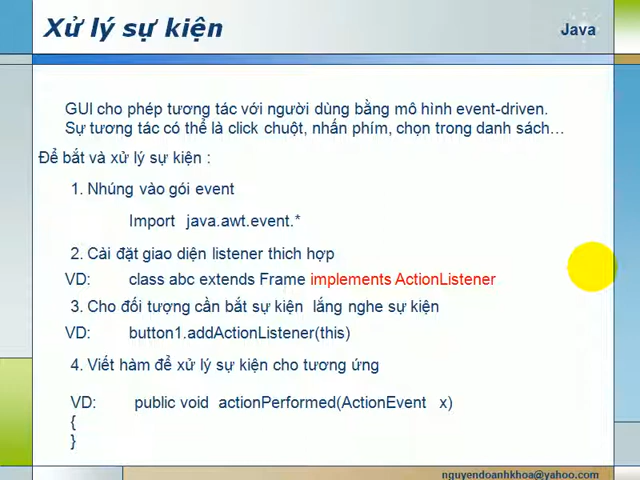 Xử lý sự kiện
Java
GUI cho phép tương tác với người dùng bằng mô hình event-driven.
Sự tương tác có thể là click chuột, nhấn phím, chọn trong danh sách…
Để bắt và xử lý sự kiện :
1. Nhúng vào gói event
Import java.awt.event.*
2. Cài đặt giao diện listener thich hợp
VD: class abc extends Frame implements ActionListener
3. Cho đối tượng cần bắt sự kiện lắng nghe sự kiện
VD: button1.addActionListener(this)
4. Viết hàm để xử lý sự kiện cho tương ứng
VD: public void actionPerformed(ActionEvent x)
{
}
nguyendoanhkhoa@yahoo.com